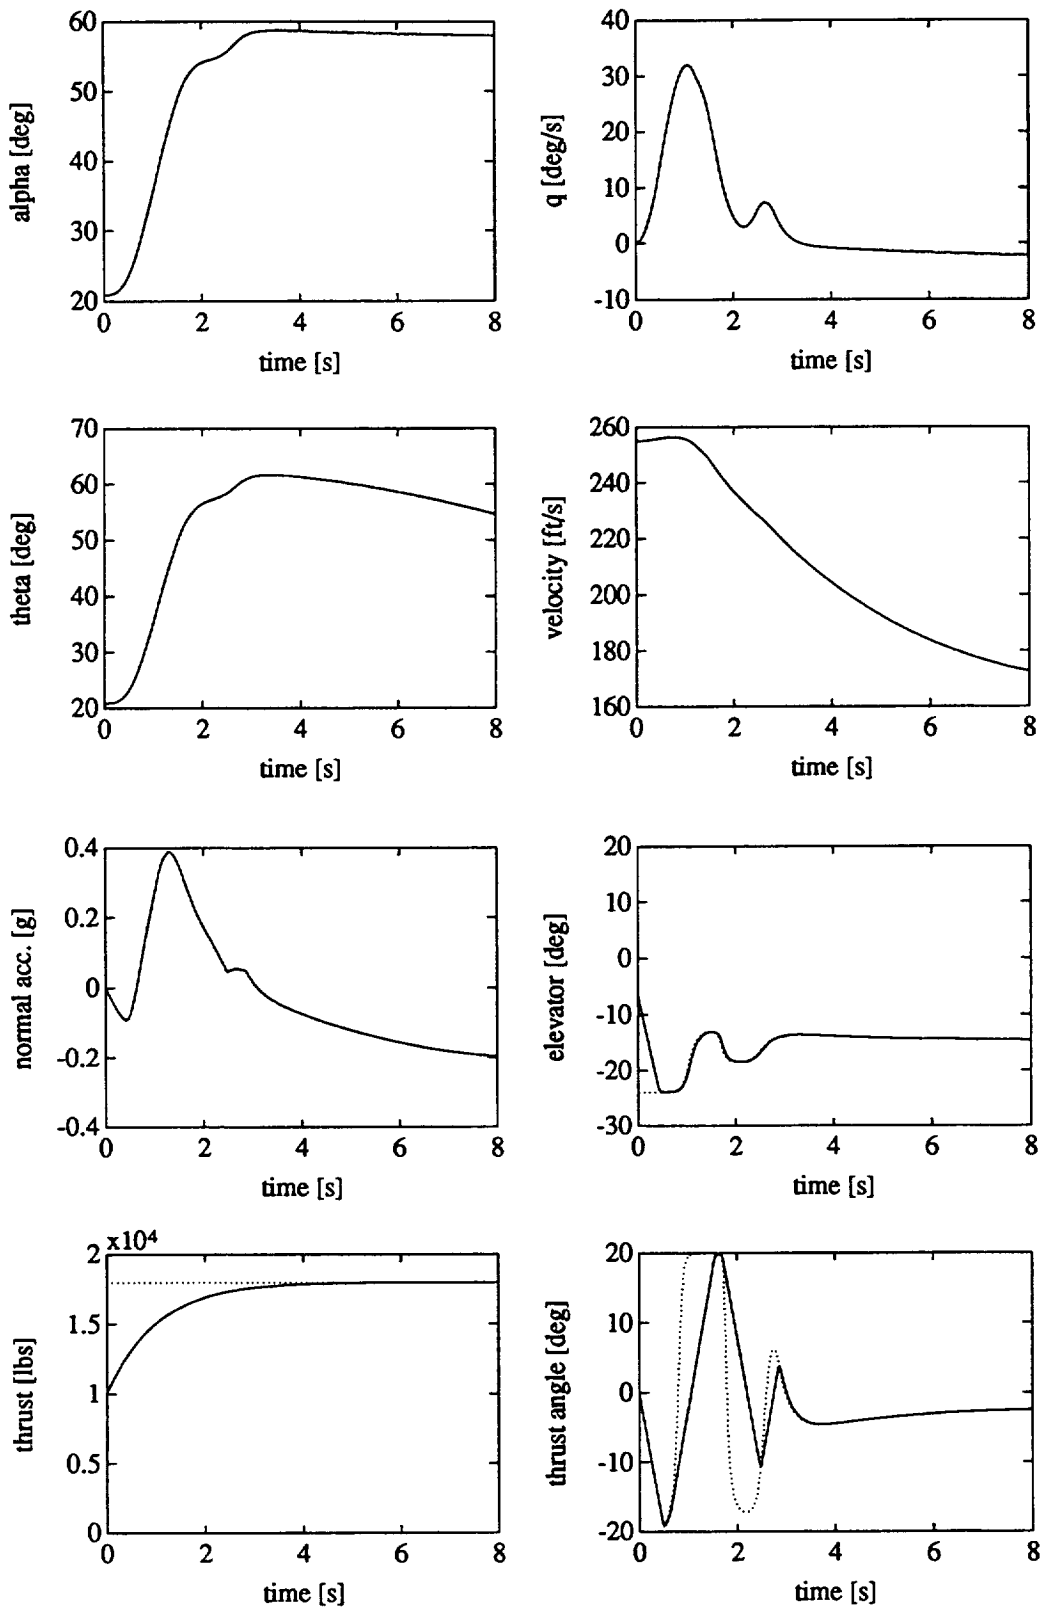 alpha [deg]
60
50
40
30
20
0 2 4 6 8
time [s]
q [deg/s]
40
30
20
10
0
-10
0 2 4 6 8
time [s]
theta [deg]
70
60
50
40
30
20
0 2 4 6 8
time [s]
velocity [ft/s]
260
240
220
200
180
160
0 2 4 6 8
time [s]
normal acc. [g]
0.4
0.2
0
-0.2
-0.4
0 2 4 6 8
time [s]
elevator [deg]
20
10
0
-10
-20
-30
0 2 4 6 8
time [s]
thrust [lbs]
x10⁴
2
1.5
1
0.5
0
0 2 4 6 8
time [s]
thrust angle [deg]
20
10
0
-10
-20
0 2 4 6 8
time [s]